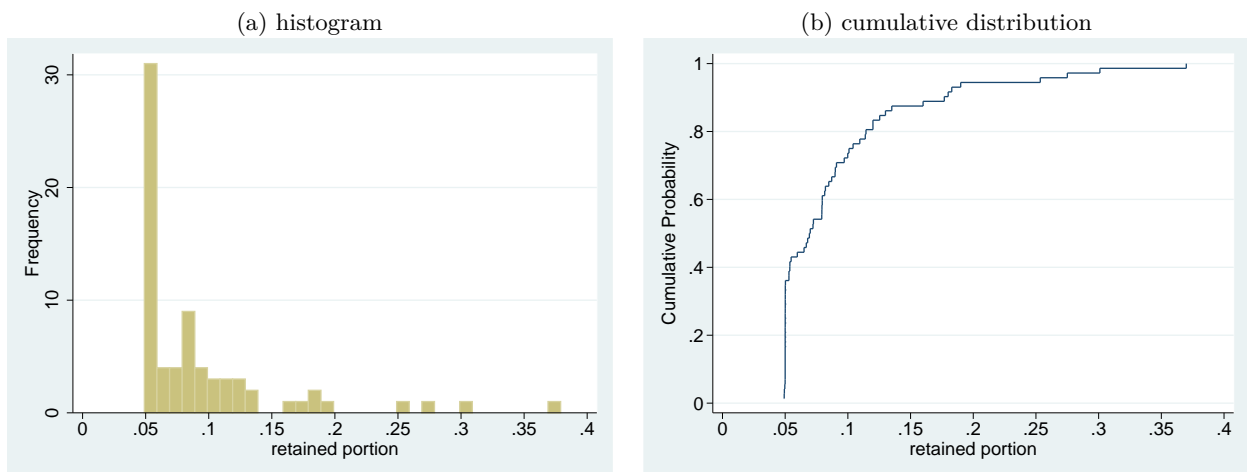 (a) histogram
Frequency
30
20
10
0
0 .05 .1 .15 .2 .25 .3 .35 .4
retained portion
(b) cumulative distribution
Cumulative Probability
1
.8
.6
.4
.2
0
0 .05 .1 .15 .2 .25 .3 .35 .4
retained portion